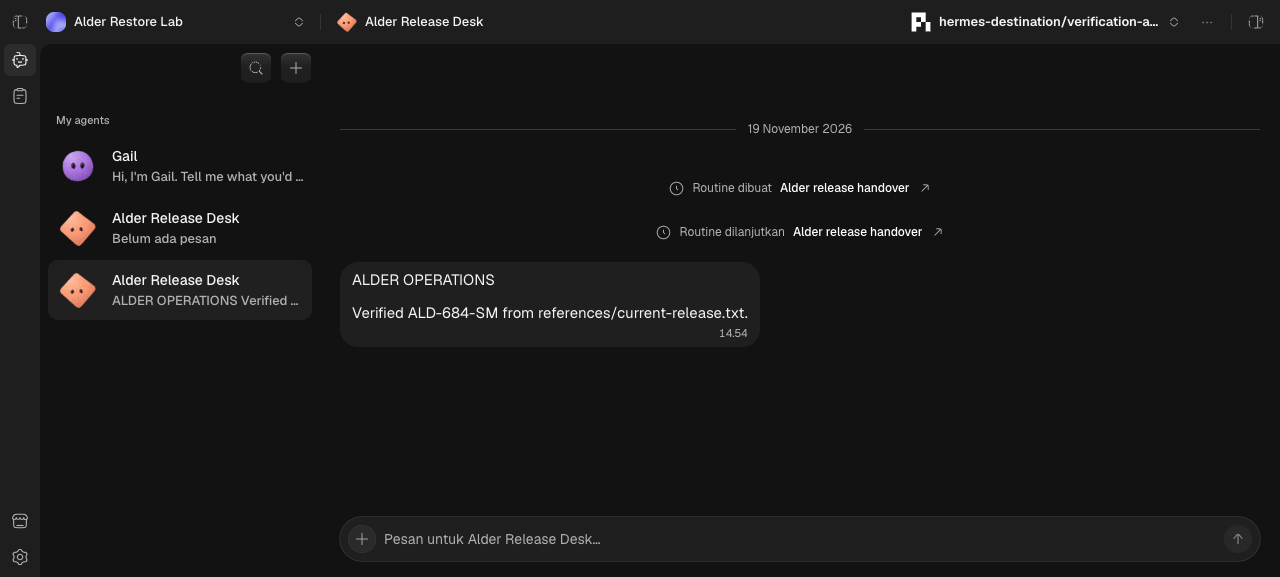 Alder Restore Lab
Alder Release Desk
hermes-destination/verification-a...
My agents
Gail
Hi, I'm Gail. Tell me what you'd ...
Alder Release Desk
Belum ada pesan
Alder Release Desk
ALDER OPERATIONS Verified ...
19 November 2026
Routine dibuat Alder release handover
Routine dilanjutkan Alder release handover
ALDER OPERATIONS
Verified ALD-684-SM from references/current-release.txt.
14.54
Pesan untuk Alder Release Desk...